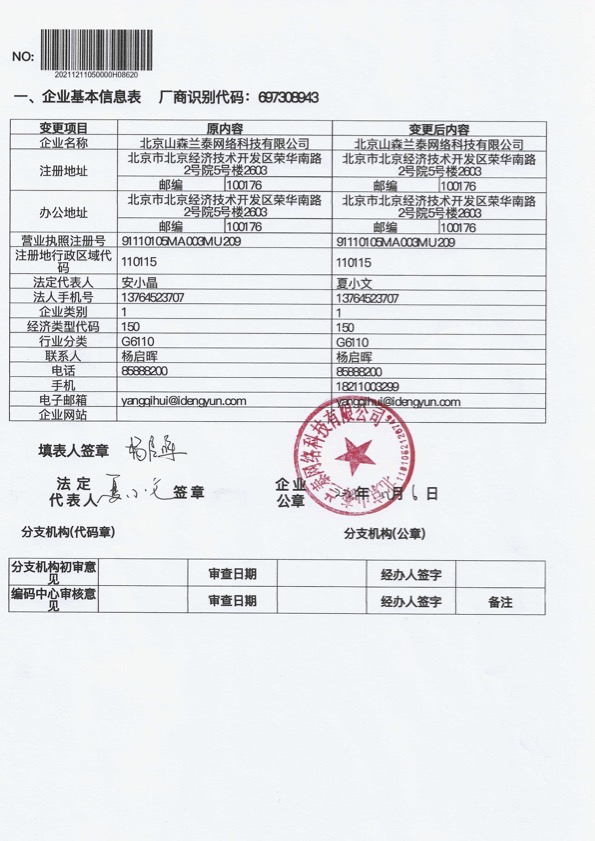 NO:
20211211050000H08620
一、企业基本信息表 厂商识别代码：697308943
变更项目 原内容 变更后内容
企业名称 北京山森兰泰网络科技有限公司 北京山森兰泰网络科技有限公司
注册地址 北京市北京经济技术开发区荣华南路2号院5号楼2603 北京市北京经济技术开发区荣华南路2号院5号楼2603
邮编 100176 邮编 100176
办公地址 北京市北京经济技术开发区荣华南路2号院5号楼2603 北京市北京经济技术开发区荣华南路2号院5号楼2603
邮编 100176 邮编 100176
营业执照注册号 91110105MA003MU209 91110105MA003MU209
注册地行政区域代码 110115 110115
法定代表人 安小晶 夏小文
法人手机号 13764523707 13764523707
企业类别 1 1
经济类型代码 150 150
行业分类 G6110 G6110
联系人 杨启晖 杨启晖
电话 85888200 85888200
手机 18211003299
电子邮箱 yangqihui@idengyun.com yangqihui@idengyun.com
企业网站
填表人签章 杨启晖
法定代表人 夏小文 签章
企业公章 年 月 6 日
北京山森兰泰网络科技有限公司
分支机构(代码章) 分支机构(公章)
分支机构初审意见 审查日期 经办人签字
编码中心审核意见 审查日期 经办人签字 备注